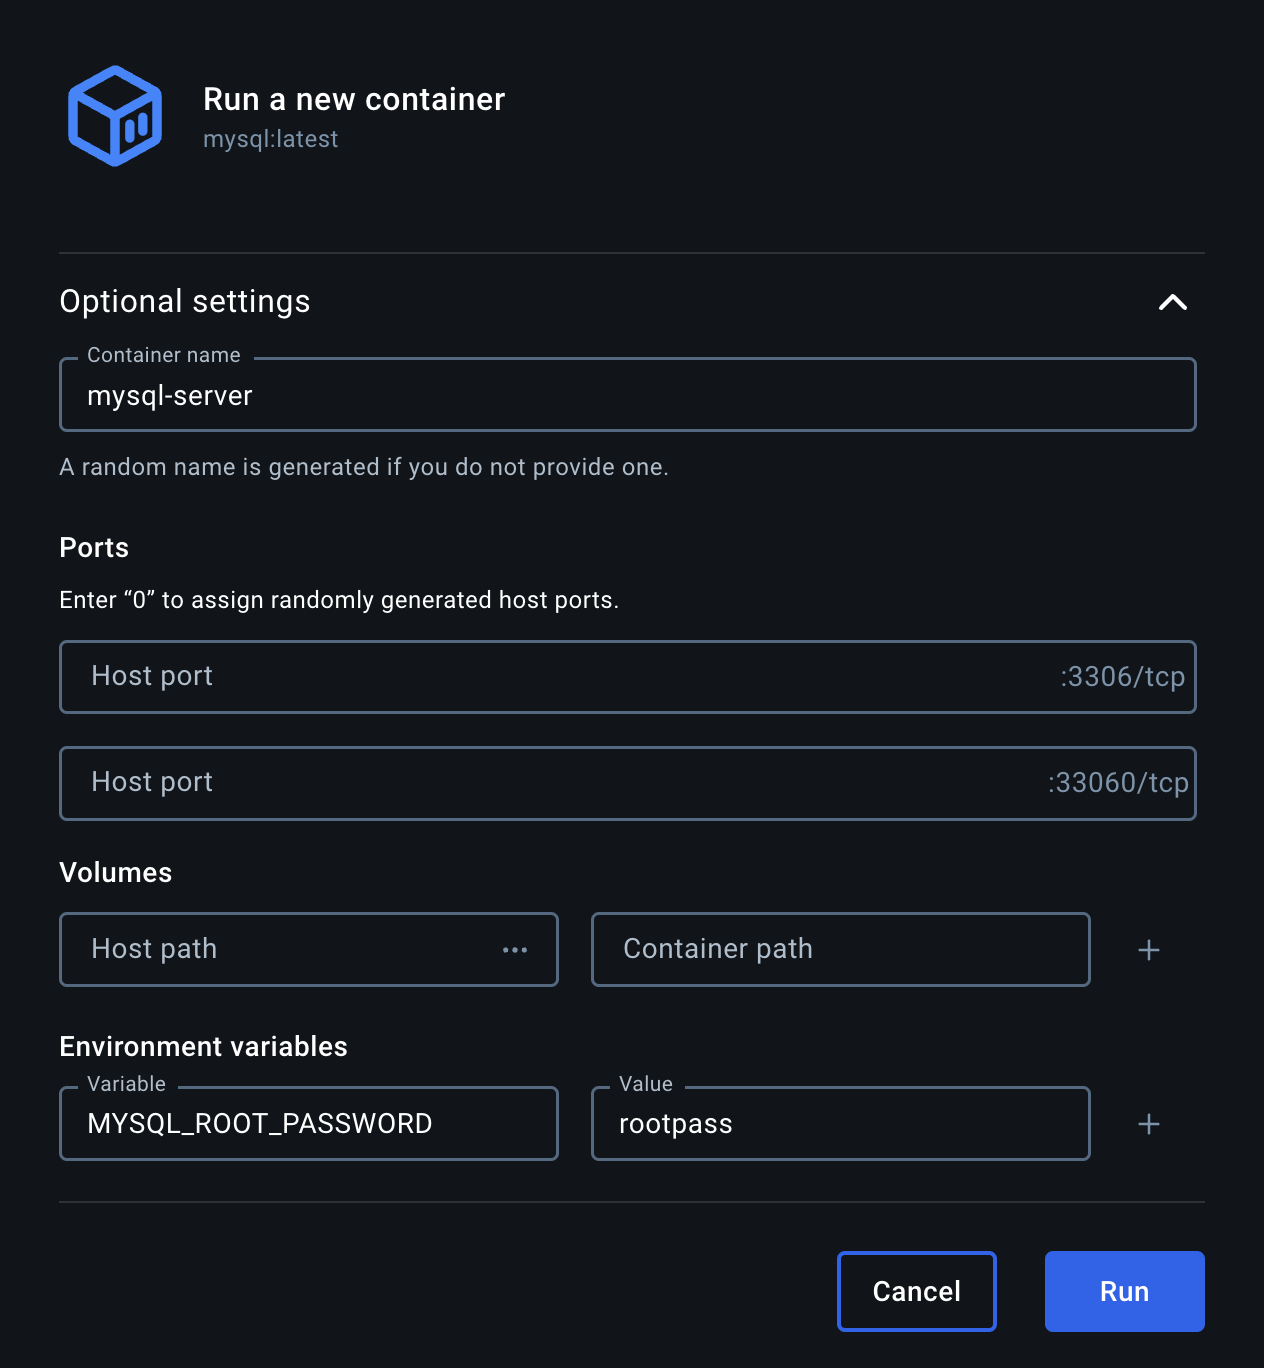 Run a new container
mysql:latest
Optional settings
Container name
mysql-server
A random name is generated if you do not provide one.
Ports
Enter “0” to assign randomly generated host ports.
Host port :3306/tcp
Host port :33060/tcp
Volumes
Host path ••• Container path +
Environment variables
Variable Value
MYSQL_ROOT_PASSWORD rootpass +
Cancel Run